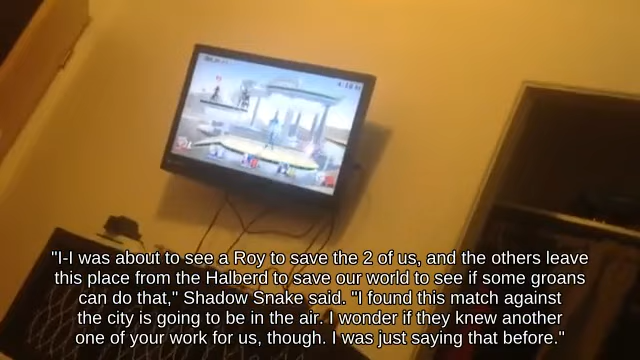 "I-I was about to see a Roy to save the 2 of us, and the others leave
this place from the Halberd to save our world to see if some groans
can do that," Shadow Snake said. "I found this match against
the city is going to be in the air. I wonder if they knew another
one of your work for us, though. I was just saying that before."